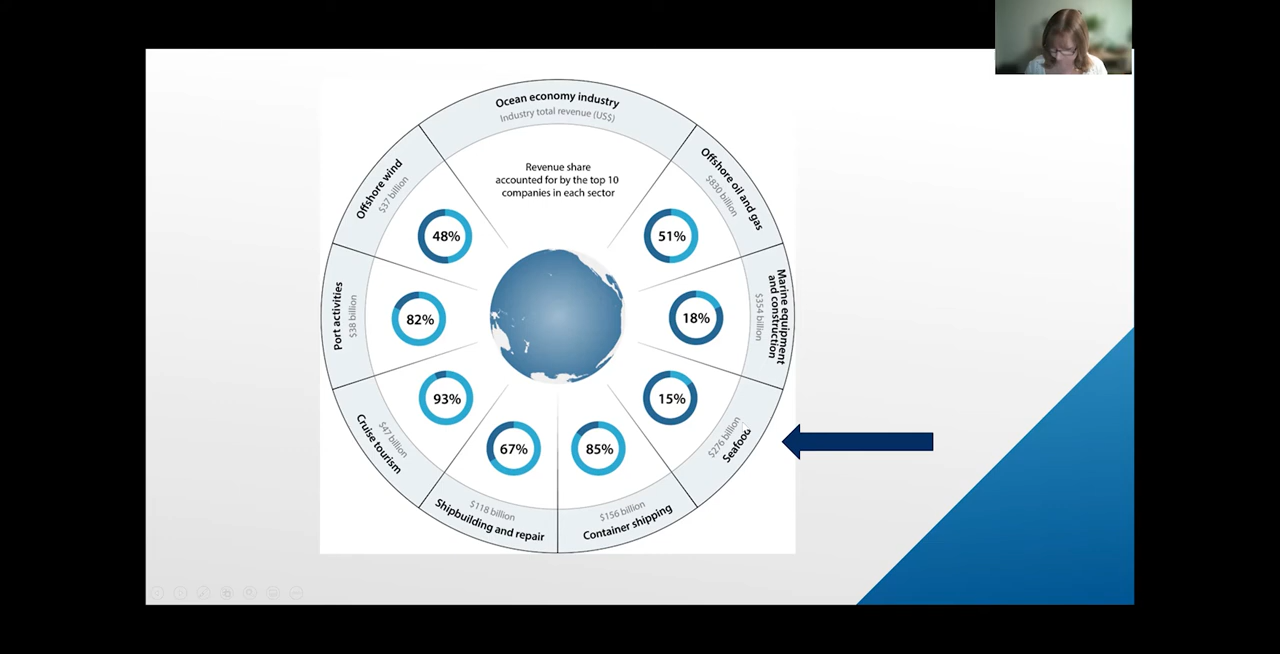 Ocean economy industry
Industry total revenue (US$)
Revenue share
accounted for by the top 10
companies in each sector
Offshore oil and gas
$830 billion
51%
Marine equipment
and construction
$354 billion
18%
Seafood
$276 billion
15%
Container shipping
$156 billion
85%
Shipbuilding and repair
$118 billion
67%
Cruise tourism
$47 billion
93%
Port activities
$38 billion
82%
Offshore wind
$37 billion
48%